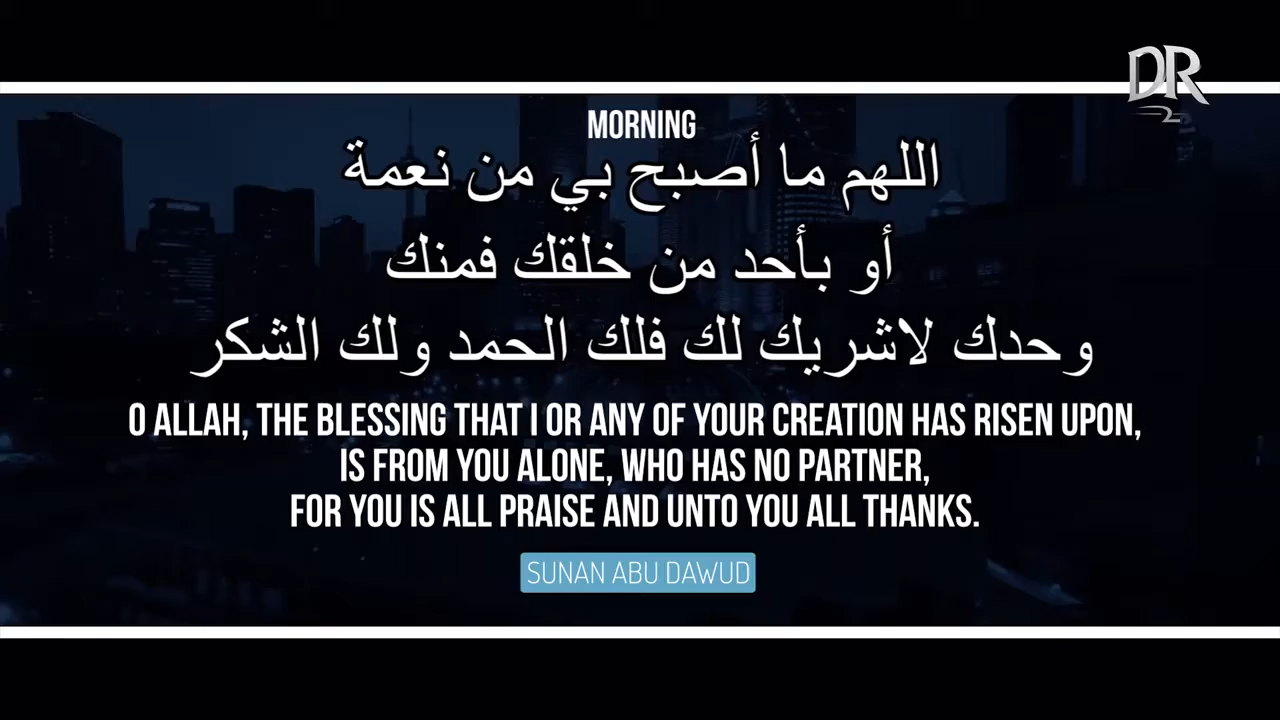 DR
MORNING
اللهم ما أصبح بي من نعمة
أو بأحد من خلقك فمنك
وحدك لاشريك لك فلك الحمد ولك الشكر
O ALLAH, THE BLESSING THAT I OR ANY OF YOUR CREATION HAS RISEN UPON,
IS FROM YOU ALONE, WHO HAS NO PARTNER,
FOR YOU IS ALL PRAISE AND UNTO YOU ALL THANKS.
SUNAN ABU DAWUD